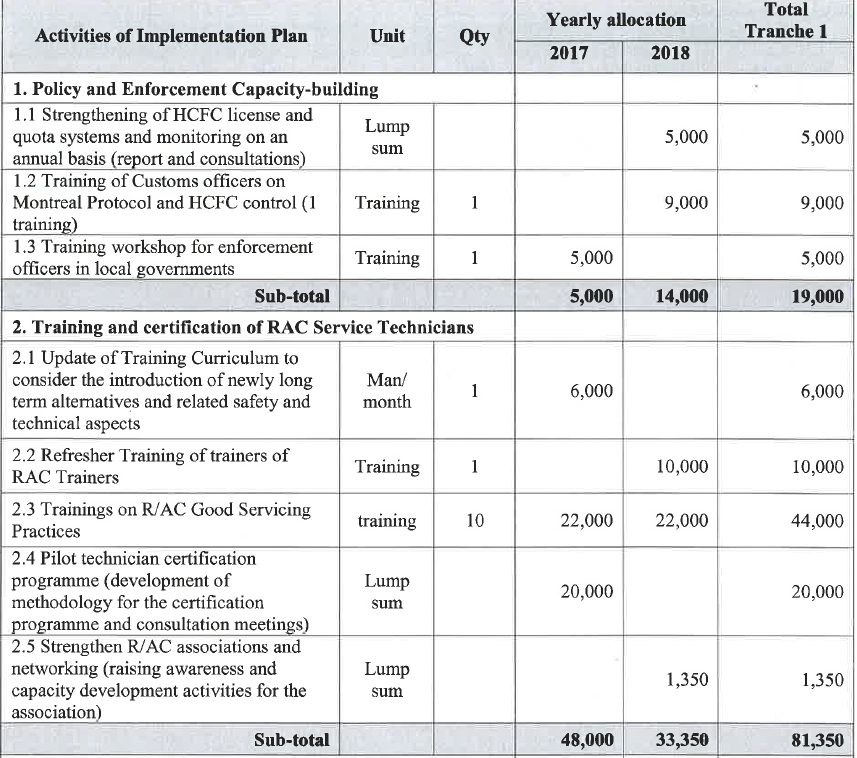 Activities of Implementation Plan Unit Qty Yearly allocation Total Tranche 1
2017 2018
1. Policy and Enforcement Capacity-building
1.1 Strengthening of HCFC license and
quota systems and monitoring on an
annual basis (report and consultations)
Lump
sum
5,000 5,000
1.2 Training of Customs officers on
Montreal Protocol and HCFC control (1
training)
Training 1 9,000 9,000
1.3 Training workshop for enforcement
officers in local governments
Training 1 5,000 5,000
Sub-total 5,000 14,000 19,000
2. Training and certification of RAC Service Technicians
2.1 Update of Training Curriculum to
consider the introduction of newly long
term alternatives and related safety and
technical aspects
Man/
month
1 6,000 6,000
2.2 Refresher Training of trainers of
RAC Trainers
Training 1 10,000 10,000
2.3 Trainings on R/AC Good Servicing
Practices
training 10 22,000 22,000 44,000
2.4 Pilot technician certification
programme (development of
methodology for the certification
programme and consultation meetings)
Lump
sum
20,000 20,000
2.5 Strengthen R/AC associations and
networking (raising awareness and
capacity development activities for the
association)
Lump
sum
1,350 1,350
Sub-total 48,000 33,350 81,350